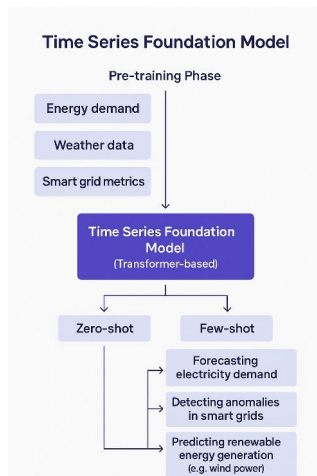 Time Series Foundation Model
Pre-training Phase
Energy demand
Weather data
Smart grid metrics
Time Series Foundation
Model
(Transformer-based)
Zero-shot
Few-shot
Forecasting
electricity demand
Detecting anomalies
in smart grids
Predicting renewable
energy generation
(e.g. wind power)